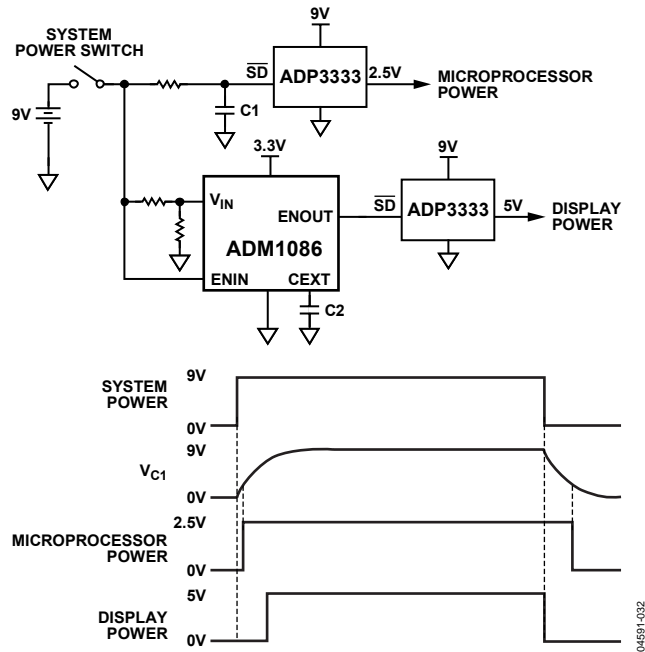 SYSTEM
POWER SWITCH
9V
9V
SD
ADP3333
2.5V
MICROPROCESSOR
POWER
C1
3.3V
9V
VIN
ENOUT
SD
ADP3333
5V
DISPLAY
POWER
ADM1086
ENIN
CEXT
C2
SYSTEM
POWER
9V
0V
VC1
9V
0V
MICROPROCESSOR
POWER
2.5V
0V
DISPLAY
POWER
5V
0V
04591-032